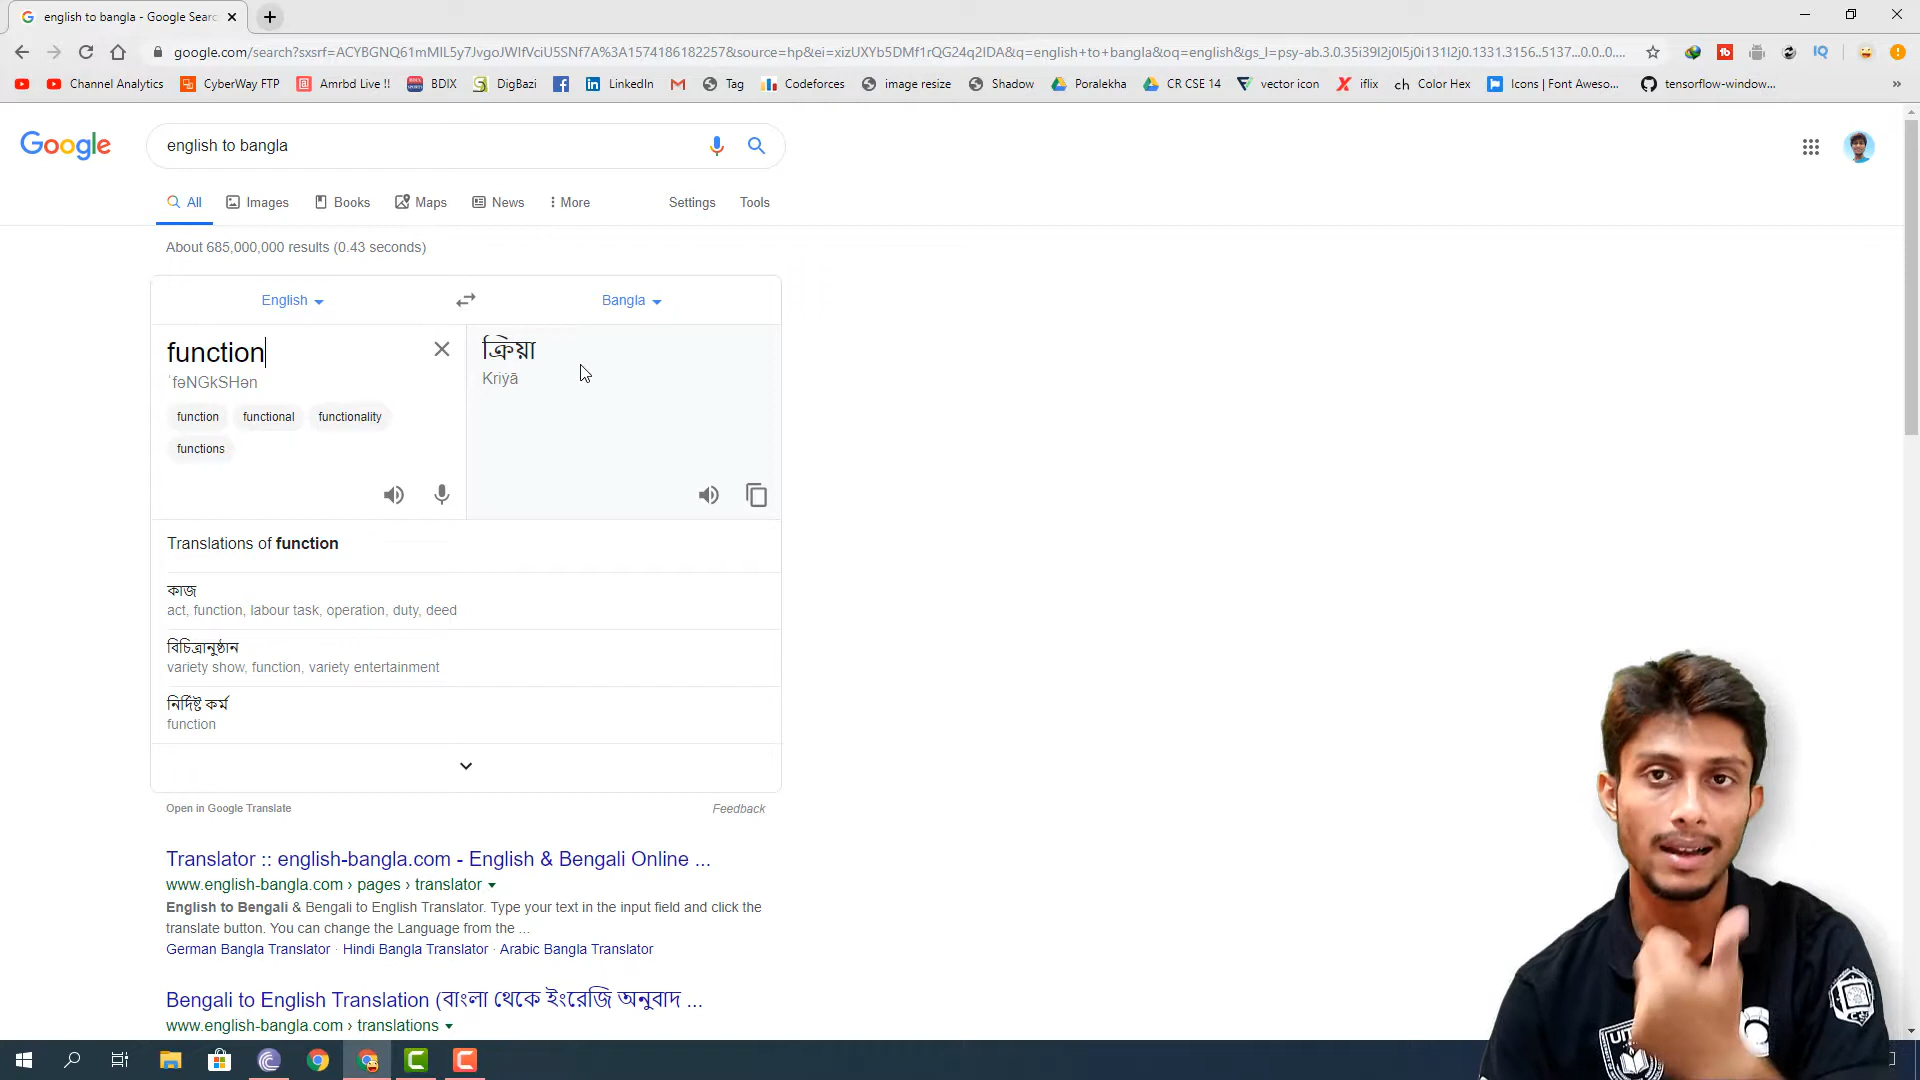 english to bangla - Google Searc
google.com/search?sxsrf=ACYBGNQ61mMIL5y7JvgoJWIfVciU5SNf7A%3A1574186182257&source=hp&ei=xizUXYb5DMf1rQG24q2IDA&q=english+to+bangla&oq=english&gs_l=psy-ab.3.0.35i39l2j0l5j0i131l2j0.1331.3156..5137...0.0..0....
Channel Analytics CyberWay FTP Amrbd Live !! BDIX DigBazi LinkedIn Tag Codeforces image resize Shadow Poralekha CR CSE 14 vector icon iflix ch Color Hex Icons | Font Aweso... tensorflow-window... »
Google english to bangla
All Images Books Maps News More Settings Tools
About 685,000,000 results (0.43 seconds)
English Bangla
function ক্রিয়া
ˈfəNGkSHən Kriẏā
function functional functionality
functions
Translations of function
কাজ
act, function, labour task, operation, duty, deed
বিচিত্রানুষ্ঠান
variety show, function, variety entertainment
নির্দিষ্ট কর্ম
function
Open in Google Translate Feedback
Translator :: english-bangla.com - English & Bengali Online ...
www.english-bangla.com › pages › translator
English to Bengali & Bengali to English Translator. Type your text in the input field and click the
translate button. You can change the Language from the ...
German Bangla Translator · Hindi Bangla Translator · Arabic Bangla Translator
Bengali to English Translation (বাংলা থেকে ইংরেজি অনুবাদ ...
www.english-bangla.com › translations